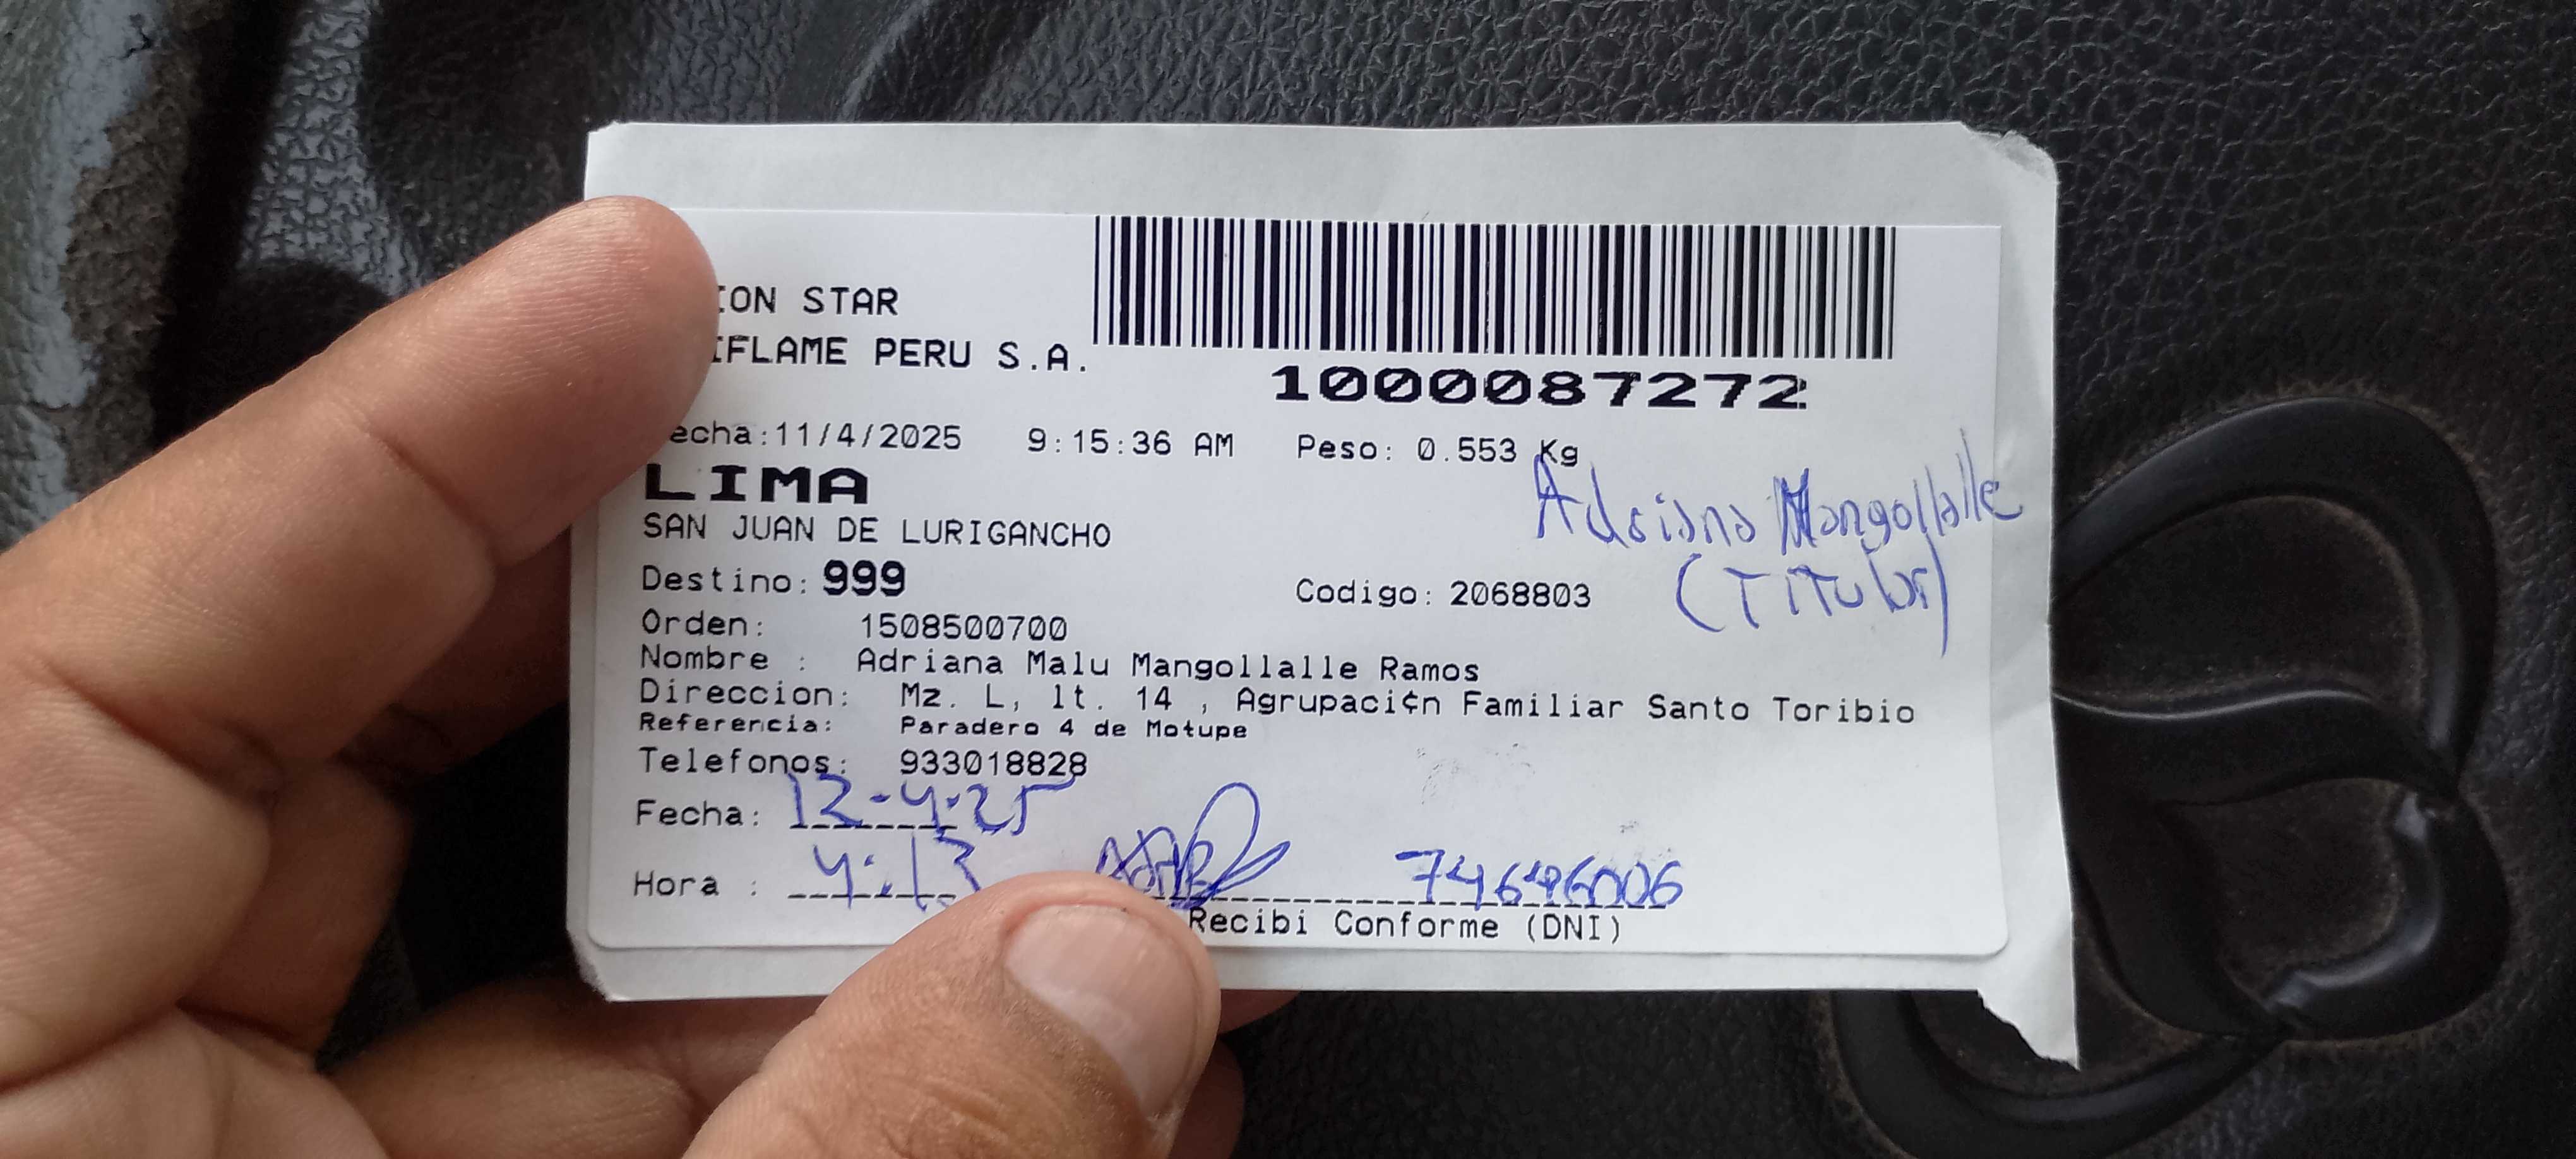 ION STAR
IFLAME PERU S.A.
1000087272
echa:11/4/2025 9:15:36 AM Peso: 0.553 Kg
LIMA
Adriana Mangollalle
SAN JUAN DE LURIGANCHO
(Titular)
Destino: 999 Codigo: 2068803
Orden: 1508500700
Nombre : Adriana Malu Mangollalle Ramos
Direccion: Mz. L, lt. 14 , Agrupaci¢n Familiar Santo Toribio
Referencia: Paradero 4 de Motupe
Telefonos: 933018828
Fecha: 12-4-25
Hora : 4:13
Recibi Conforme (DNI)